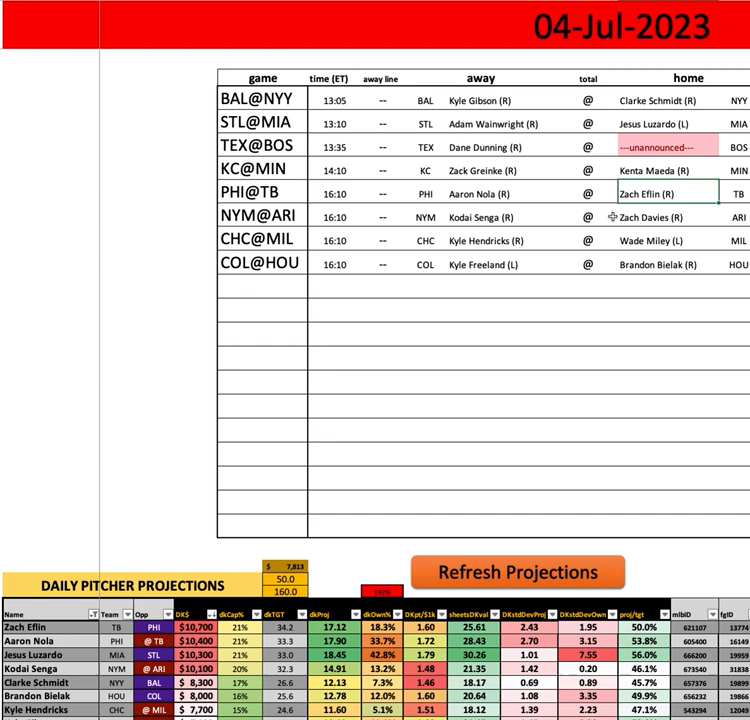 04-Jul-2023
game time (ET) away line away total home
BAL@NYY 13:05 -- BAL Kyle Gibson (R) @ Clarke Schmidt (R) NYY
STL@MIA 13:10 -- STL Adam Wainwright (R) @ Jesus Luzardo (L) MIA
TEX@BOS 13:35 -- TEX Dane Dunning (R) @ ---unannounced--- BOS
KC@MIN 14:10 -- KC Zack Greinke (R) @ Kenta Maeda (R) MIN
PHI@TB 16:10 -- PHI Aaron Nola (R) @ Zach Eflin (R) TB
NYM@ARI 16:10 -- NYM Kodai Senga (R) @ Zach Davies (R) ARI
CHC@MIL 16:10 -- CHC Kyle Hendricks (R) @ Wade Miley (L) MIL
COL@HOU 16:10 -- COL Kyle Freeland (L) @ Brandon Bielak (R) HOU
$ 7,813
DAILY PITCHER PROJECTIONS 50.0 Refresh Projections
160.0 192%
Name Team Opp DK$ dkCap% dkTGT dkProj dkOwn% DKpt/$1k sheetsDKval DKstdDevProj DKstdDevOwn proj/tgt mlbID fgID
Zach Eflin TB PHI $10,700 21% 34.2 17.12 18.3% 1.60 25.61 2.43 1.95 50.0% 621107 13774
Aaron Nola PHI @ TB $10,400 21% 33.3 17.90 33.7% 1.72 28.43 2.70 3.15 53.8% 605400 16149
Jesus Luzardo MIA STL $10,300 21% 33.0 18.45 42.8% 1.79 30.26 1.01 7.55 56.0% 666200 19959
Kodai Senga NYM @ ARI $10,100 20% 32.3 14.91 13.2% 1.48 21.35 1.42 0.20 46.1% 673540 31838
Clarke Schmidt NYY BAL $ 8,300 17% 26.6 12.13 7.3% 1.46 18.17 0.69 0.89 45.7% 657376 19899
Brandon Bielak HOU COL $ 8,000 16% 25.6 12.78 12.0% 1.60 20.64 1.08 3.35 49.9% 656232 19866
Kyle Hendricks CHC @ MIL $ 7,700 15% 24.6 11.60 5.1% 1.51 18.12 1.39 2.23 47.1% 543294 12049